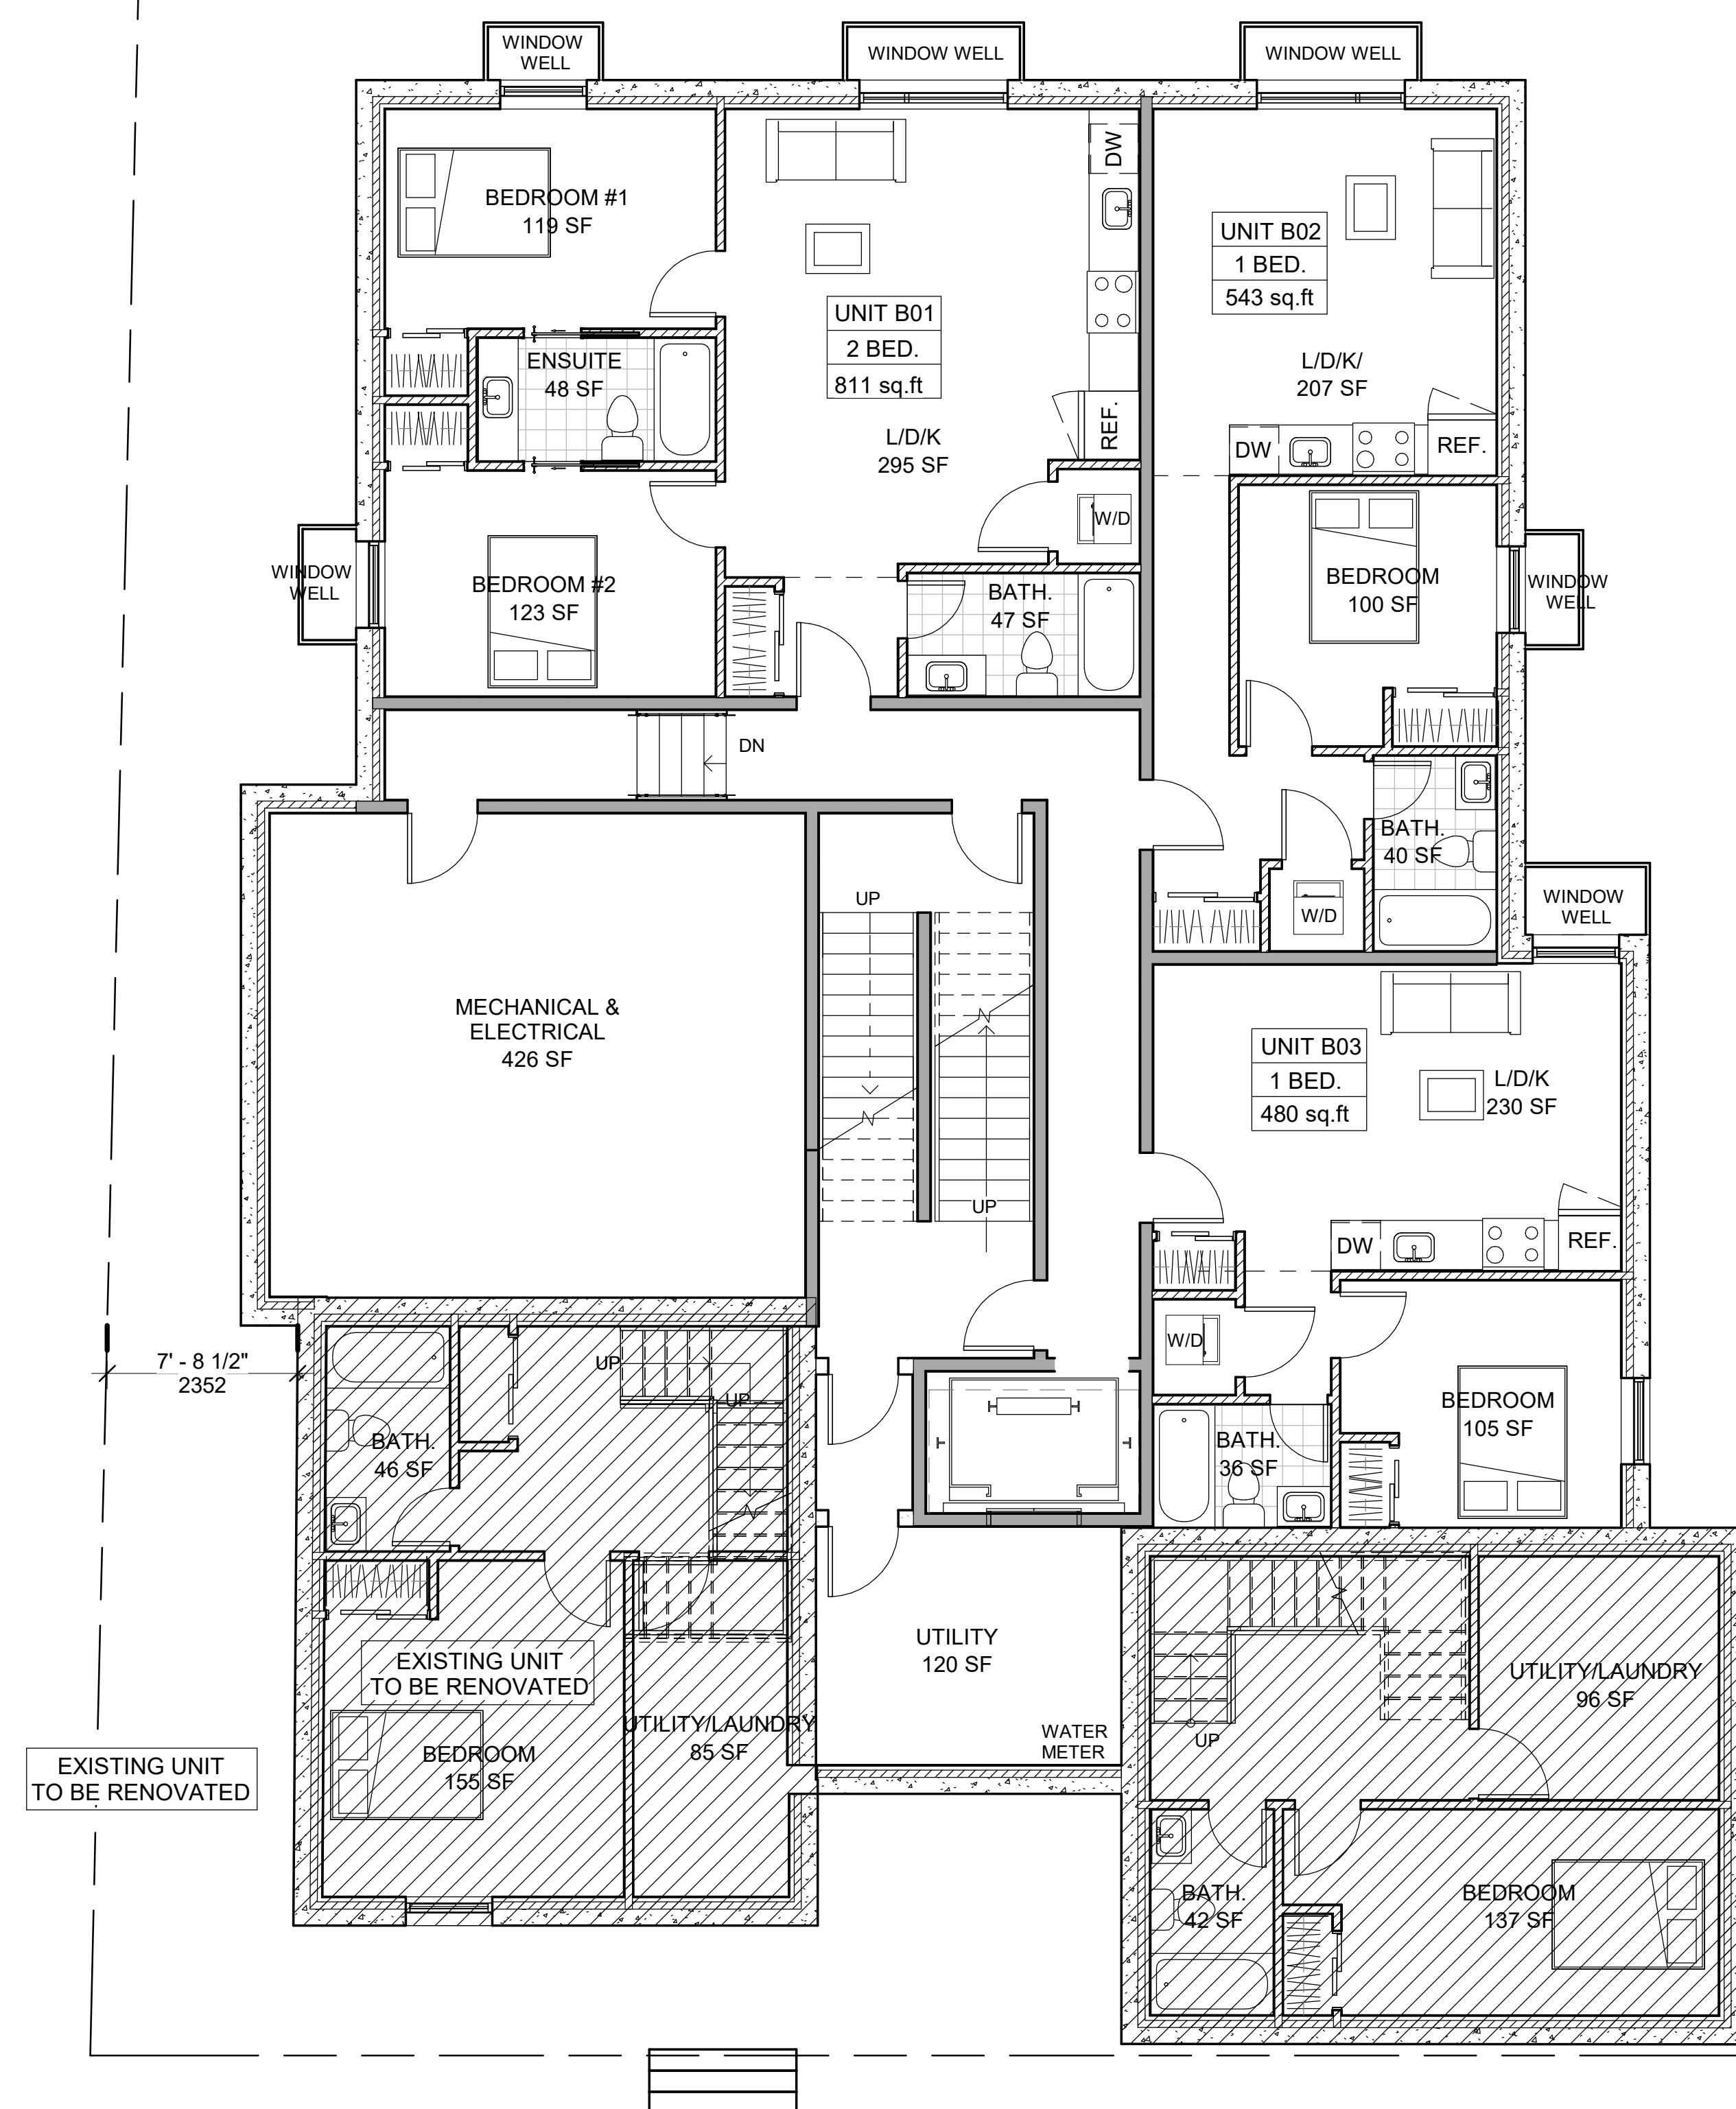 WINDOW
WELL
WINDOW WELL
WINDOW WELL
BEDROOM #1
119 SF
DW
UNIT B01
2 BED.
811 sq.ft
UNIT B02
1 BED.
543 sq.ft
ENSUITE
48 SF
L/D/K
295 SF
REF.
L/D/K/
207 SF
DW
REF.
W/D
WINDOW
WELL
BEDROOM #2
123 SF
BATH.
47 SF
BEDROOM
100 SF
WINDOW
WELL
DN
BATH.
40 SF
UP
W/D
WINDOW
WELL
MECHANICAL &
ELECTRICAL
426 SF
UNIT B03
1 BED.
480 sq.ft
L/D/K
230 SF
UP
DW
REF.
W/D
7' - 8 1/2"
2352
UP
UP
BATH.
46 SF
BEDROOM
105 SF
BATH.
36 SF
EXISTING UNIT
TO BE RENOVATED
UTILITY
120 SF
UTILITY/LAUNDRY
96 SF
UTILITY/LAUNDRY
85 SF
WATER
METER
UP
BEDROOM
155 SF
EXISTING UNIT
TO BE RENOVATED
BATH.
42 SF
BEDROOM
137 SF